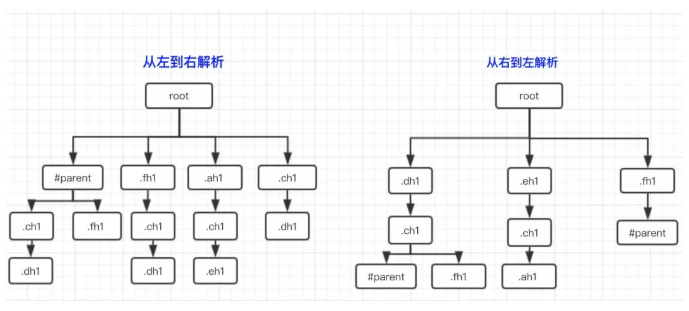 从左到右解析
root
#parent
.fh1
.ah1
.ch1
.ch1
.fh1
.ch1
.ch1
.dh1
.dh1
.dh1
.eh1
从右到左解析
root
.dh1
.eh1
.fh1
.ch1
.ch1
#parent
#parent
.fh1
.ah1